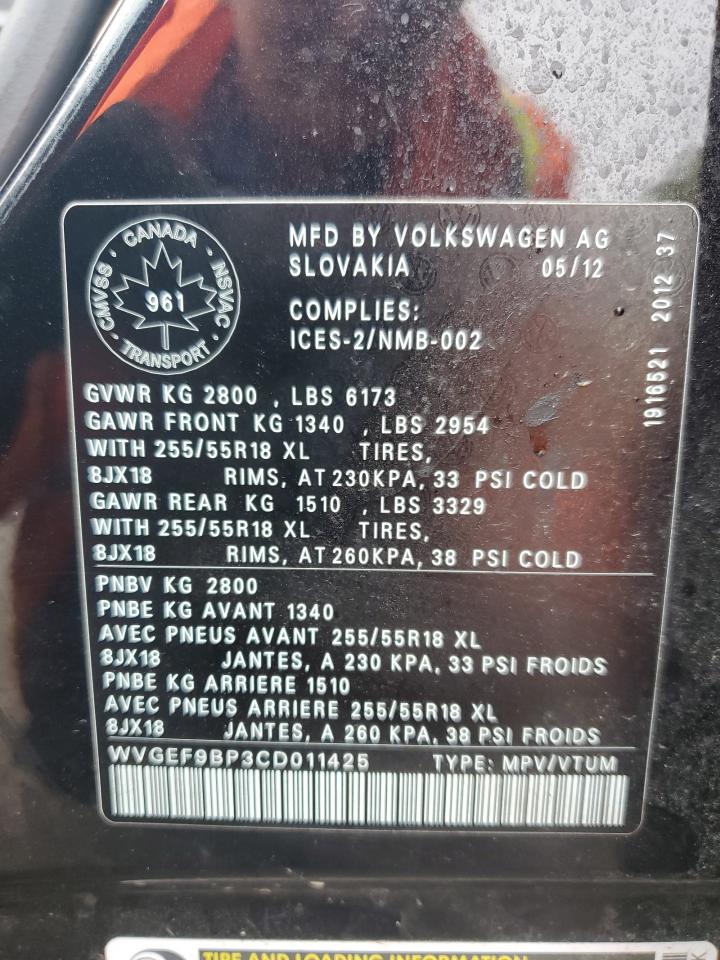 CANADA
CMVSS
NSVAC
961
TRANSPORT
MFD BY VOLKSWAGEN AG
SLOVAKIA 05/12
COMPLIES:
ICES-2/NMB-002
1916521 2012 37
GVWR KG 2800 , LBS 6173
GAWR FRONT KG 1340 , LBS 2954
WITH 255/55R18 XL TIRES,
8JX18 RIMS, AT 230KPA, 33 PSI COLD
GAWR REAR KG 1510 , LBS 3329
WITH 255/55R18 XL TIRES,
8JX18 RIMS, AT 260KPA, 38 PSI COLD
PNBV KG 2800
PNBE KG AVANT 1340
AVEC PNEUS AVANT 255/55R18 XL
8JX18 JANTES, A 230 KPA, 33 PSI FROIDS
PNBE KG ARRIERE 1510
AVEC PNEUS ARRIERE 255/55R18 XL
8JX18 JANTES, A 260 KPA, 38 PSI FROIDS
WVGEF9BP3CD011425 TYPE: MPV/VTUM
TIRE AND LOADING INFORMATION